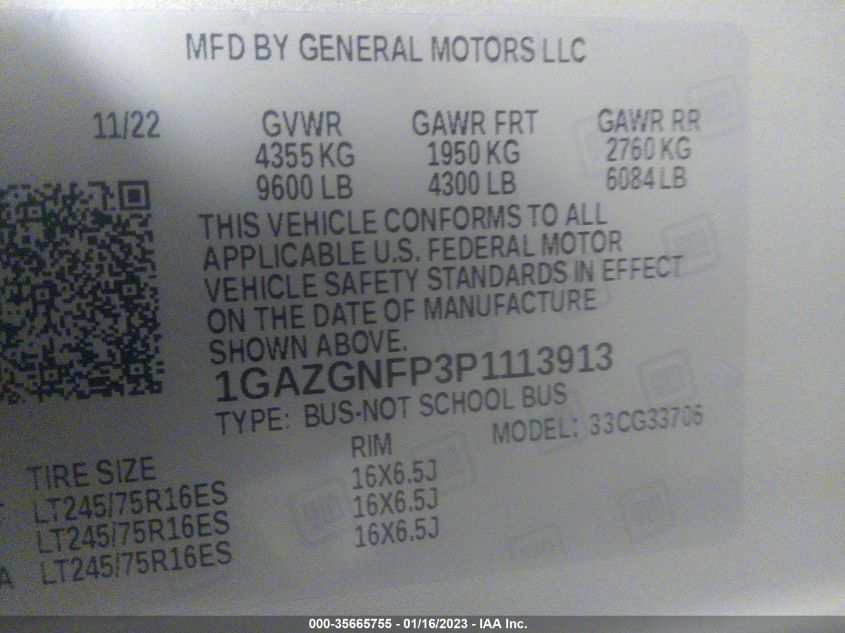 MFD BY GENERAL MOTORS LLC
11/22 GVWR GAWR FRT GAWR RR
4355 KG 1950 KG 2760 KG
9600 LB 4300 LB 6084 LB
THIS VEHICLE CONFORMS TO ALL
APPLICABLE U.S. FEDERAL MOTOR
VEHICLE SAFETY STANDARDS IN EFFECT
ON THE DATE OF MANUFACTURE
SHOWN ABOVE.
1GAZGNFP3P1113913
TYPE: BUS-NOT SCHOOL BUS
MODEL: 33CG33706
TIRE SIZE RIM
LT245/75R16ES 16X6.5J
LT245/75R16ES 16X6.5J
LT245/75R16ES 16X6.5J
000-35665755 - 01/16/2023 - IAA Inc.